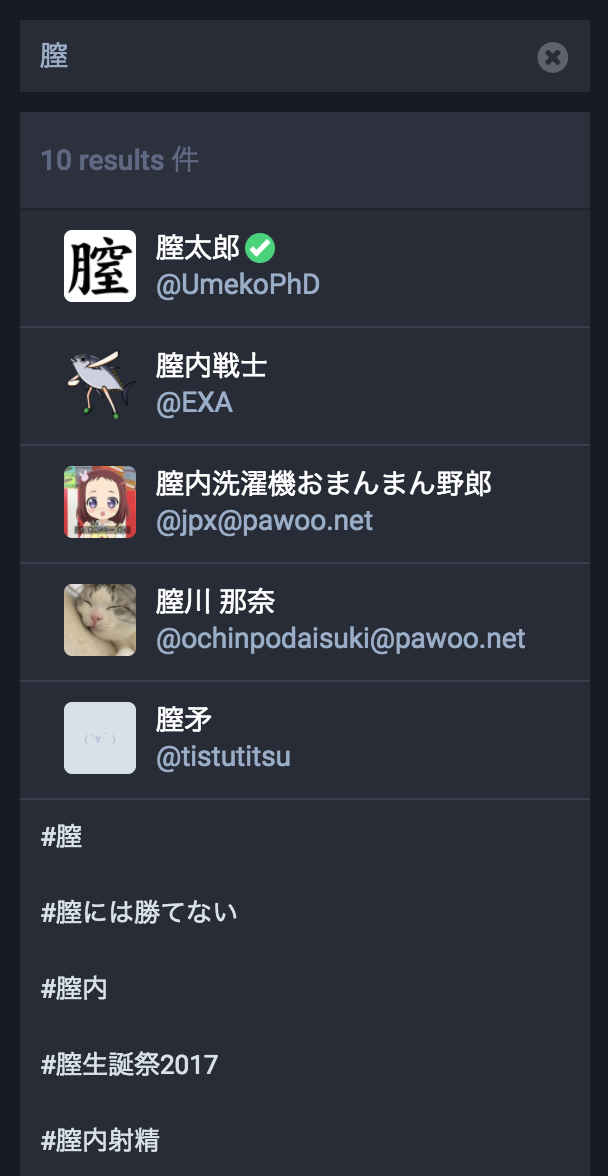 膣
10 results 件
膣
膣太郎
@UmekoPhD
膣内戦士
@EXA
膣内洗濯機おまんまん野郎
@jpx@pawoo.net
膣川 那奈
@ochinpodaisuki@pawoo.net
(´∀｀)
膣矛
@tistutitsu
#膣
#膣には勝てない
#膣内
#膣生誕祭2017
#膣内射精